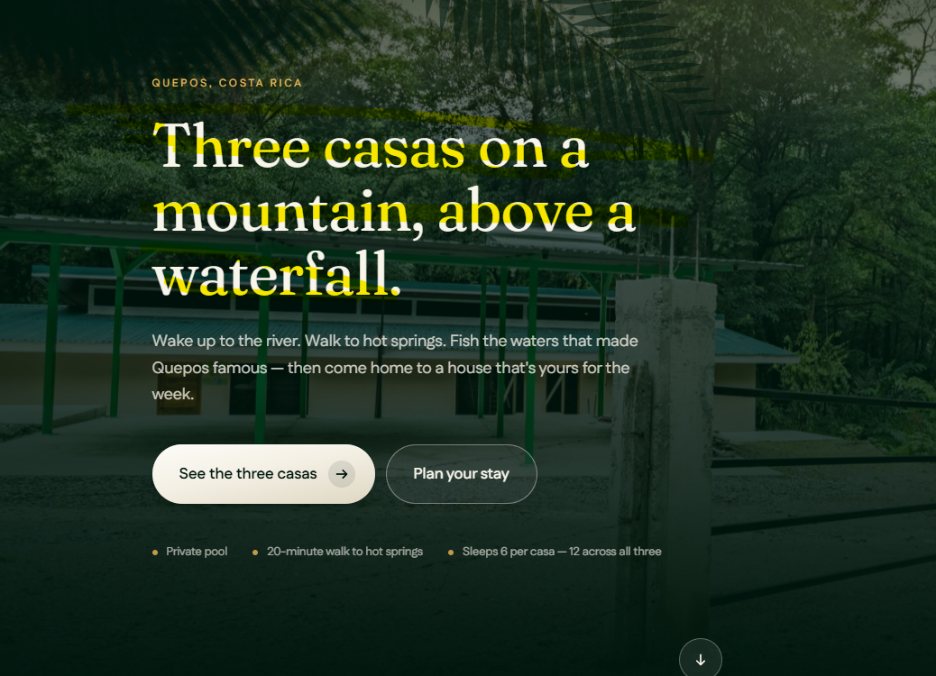 QUEPOS, COSTA RICA
Three casas on a
mountain, above a
waterfall.
Wake up to the river. Walk to hot springs. Fish the waters that made
Quepos famous — then come home to a house that's yours for the
week.
See the three casas →
Plan your stay
• Private pool • 20-minute walk to hot springs • Sleeps 6 per casa — 12 across all three
↓